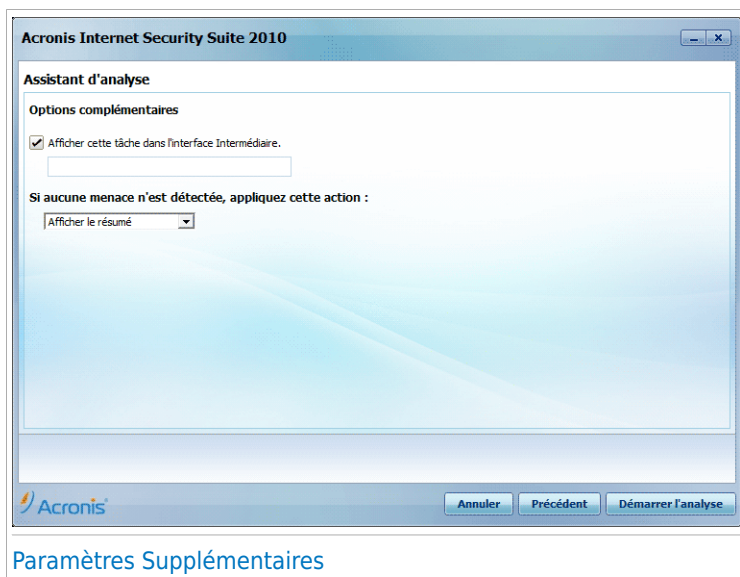 Acronis Internet Security Suite 2010
Assistant d'analyse
Options complémentaires
Afficher cette tâche dans l'interface Intermédiaire.
Si aucune menace n'est détectée, appliquez cette action :
Afficher le résumé
Acronis
Annuler
Précédent
Démarrer l'analyse
Paramètres Supplémentaires